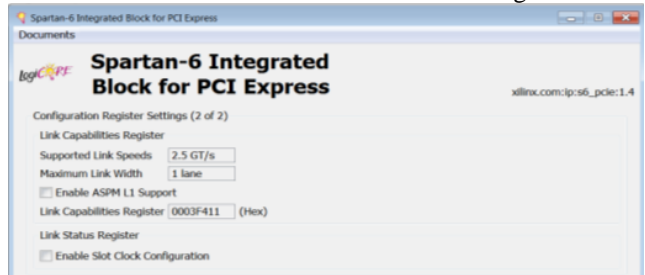 Spartan-6 Integrated Block for PCI Express
Documents
logiCORE
Spartan-6 Integrated
Block for PCI Express
xilinx.com:ip:s6_pcie:1.4
Configuration Register Settings (2 of 2)
Link Capabilities Register
Supported Link Speeds 2.5 GT/s
Maximum Link Width 1 lane
Enable ASPM L1 Support
Link Capabilities Register 0003F411 (Hex)
Link Status Register
Enable Slot Clock Configuration